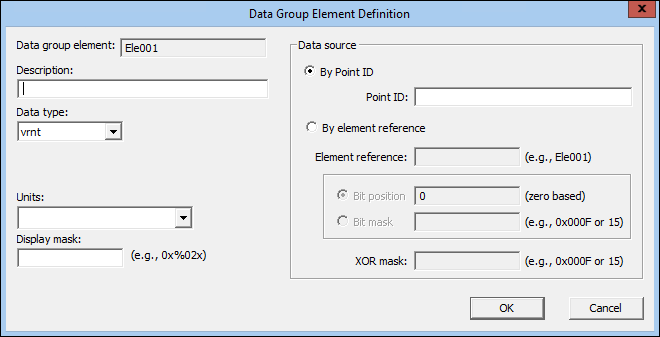 Data Group Element Definition
Data group element: Ele001
Description:
Data type:
vrnt
Units:
Display mask:
(e.g., 0x%02x)
Data source
By Point ID
Point ID:
By element reference
Element reference: (e.g., Ele001)
Bit position 0 (zero based)
Bit mask (e.g., 0x000F or 15)
XOR mask: (e.g., 0x000F or 15)
OK Cancel